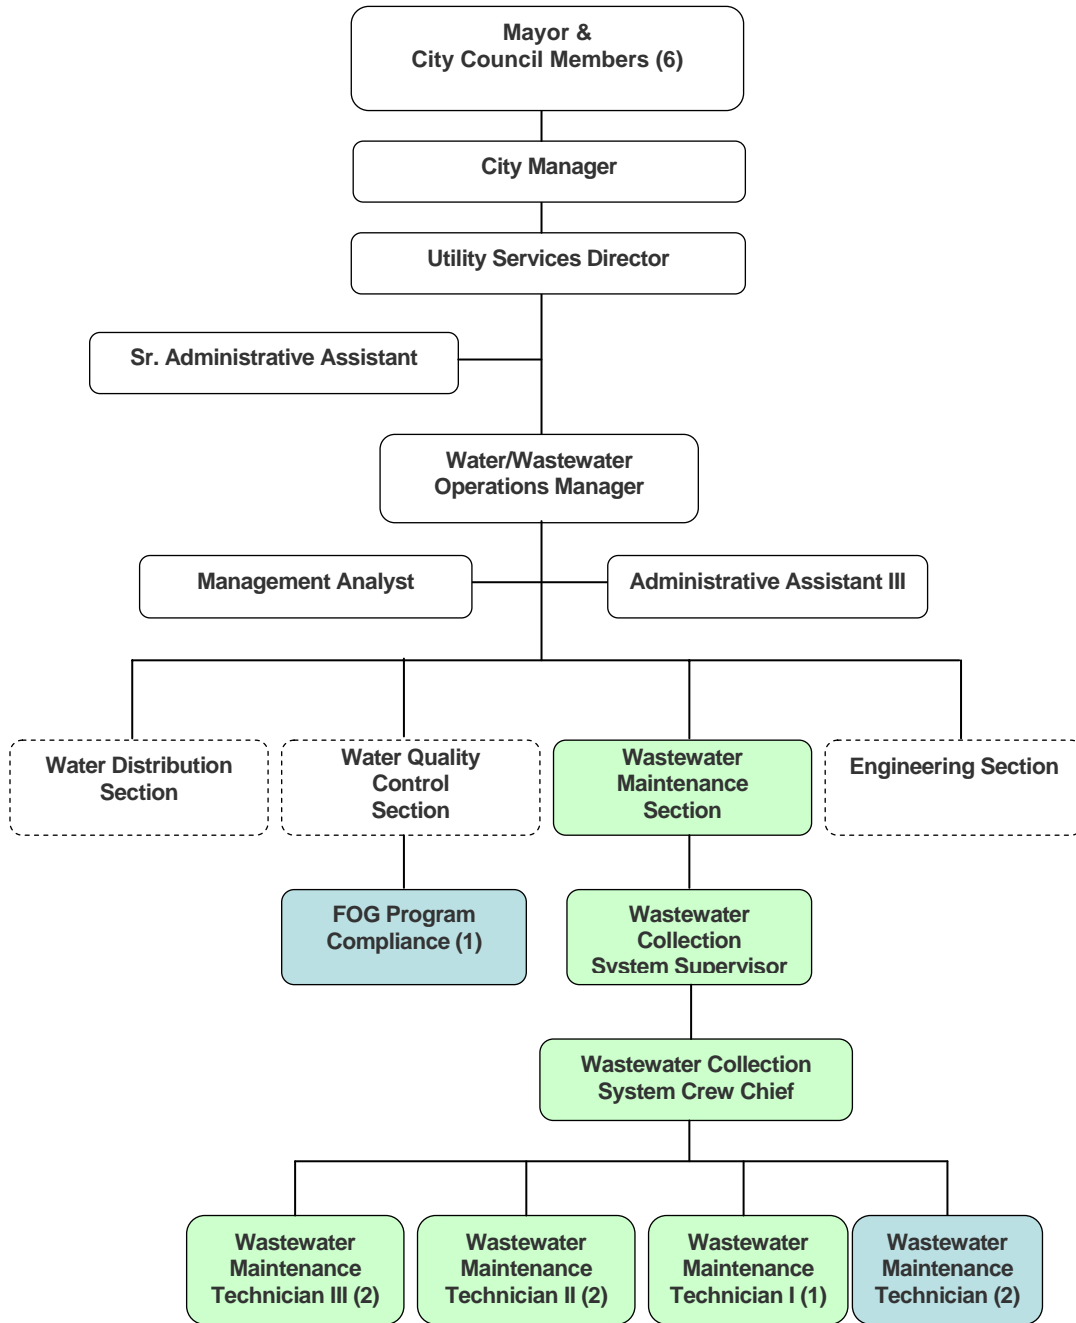 Mayor &
City Council Members (6)
City Manager
Utility Services Director
Sr. Administrative Assistant
Water/Wastewater
Operations Manager
Management Analyst
Administrative Assistant III
Water Distribution
Section
Water Quality
Control
Section
Wastewater
Maintenance
Section
Engineering Section
FOG Program
Compliance (1)
Wastewater
Collection
System Supervisor
Wastewater Collection
System Crew Chief
Wastewater
Maintenance
Technician III (2)
Wastewater
Maintenance
Technician II (2)
Wastewater
Maintenance
Technician I (1)
Wastewater
Maintenance
Technician (2)